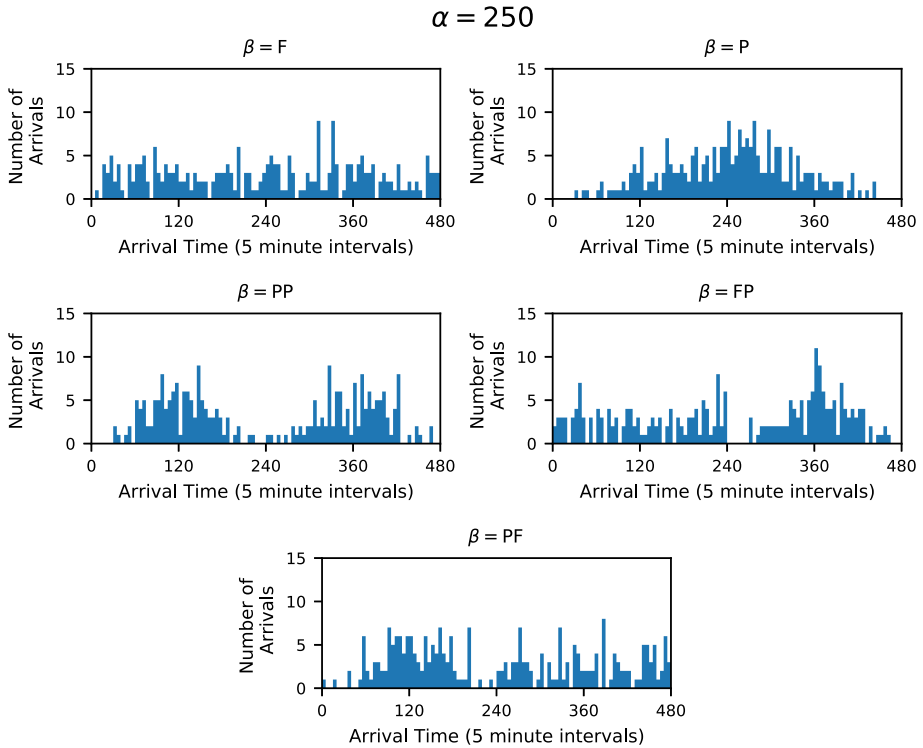 α = 250
β = F
15
10
5
0
Number of
Arrivals
0 120 240 360 480
Arrival Time (5 minute intervals)
β = P
15
10
5
0
Number of
Arrivals
0 120 240 360 480
Arrival Time (5 minute intervals)
β = PP
15
10
5
0
Number of
Arrivals
0 120 240 360 480
Arrival Time (5 minute intervals)
β = FP
15
10
5
0
Number of
Arrivals
0 120 240 360 480
Arrival Time (5 minute intervals)
β = PF
15
10
5
0
Number of
Arrivals
0 120 240 360 480
Arrival Time (5 minute intervals)